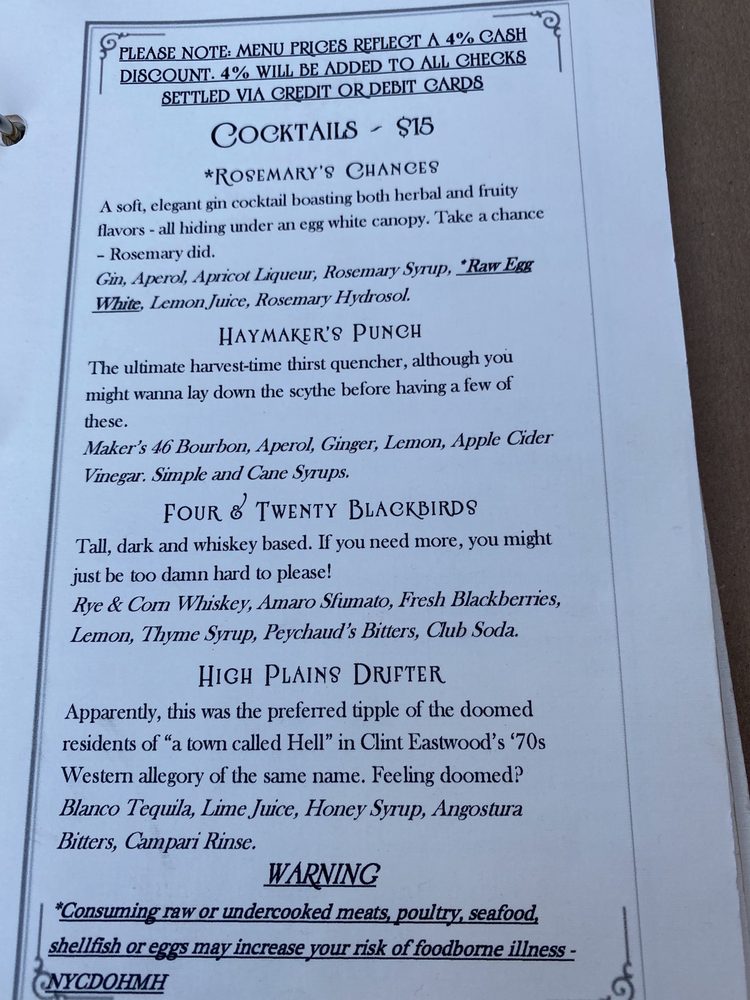 PLEASE NOTE: MENU PRICES REFLECT A 4% CASH
DISCOUNT. 4% WILL BE ADDED TO ALL CHECKS
SETTLED VIA CREDIT OR DEBIT CARDS
COCKTAILS - $15
*ROSEMARY'S CHANCES
A soft, elegant gin cocktail boasting both herbal and fruity
flavors - all hiding under an egg white canopy. Take a chance
– Rosemary did.
Gin, Aperol, Apricot Liqueur, Rosemary Syrup, *Raw Egg
White, Lemon Juice, Rosemary Hydrosol.
HAYMAKER'S PUNCH
The ultimate harvest-time thirst quencher, although you
might wanna lay down the scythe before having a few of
these.
Maker's 46 Bourbon, Aperol, Ginger, Lemon, Apple Cider
Vinegar. Simple and Cane Syrups.
FOUR & TWENTY BLACKBIRDS
Tall, dark and whiskey based. If you need more, you might
just be too damn hard to please!
Rye & Corn Whiskey, Amaro Sfumato, Fresh Blackberries,
Lemon, Thyme Syrup, Peychaud's Bitters, Club Soda.
HIGH PLAINS DRIFTER
Apparently, this was the preferred tipple of the doomed
residents of “a town called Hell” in Clint Eastwood's ‘70s
Western allegory of the same name. Feeling doomed?
Blanco Tequila, Lime Juice, Honey Syrup, Angostura
Bitters, Campari Rinse.
WARNING
*Consuming raw or undercooked meats, poultry, seafood,
shellfish or eggs may increase your risk of foodborne illness -
NYCDOHMH